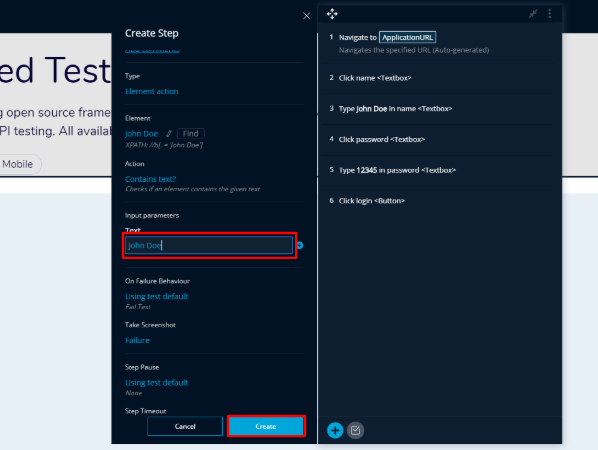 Create Step
Add comments
Type
Element action
Element
John Doe
Find
XPATH: //b[. = 'John Doe']
Action
Contains text?
Checks if an element contains the given text
Input parameters
Text
John Doe
On Failure Behaviour
Using test default
Fail Test
Take Screenshot
Failure
Step Pause
Using test default
None
Step Timeout
Cancel
Create
1 Navigate to ApplicationURL
Navigates the specified URL (Auto-generated)
2 Click name <Textbox>
3 Type John Doe in name <Textbox>
4 Click password <Textbox>
5 Type 12345 in password <Textbox>
6 Click login <Button>
ed Test
g open source frame
PI testing. All availa
Mobile